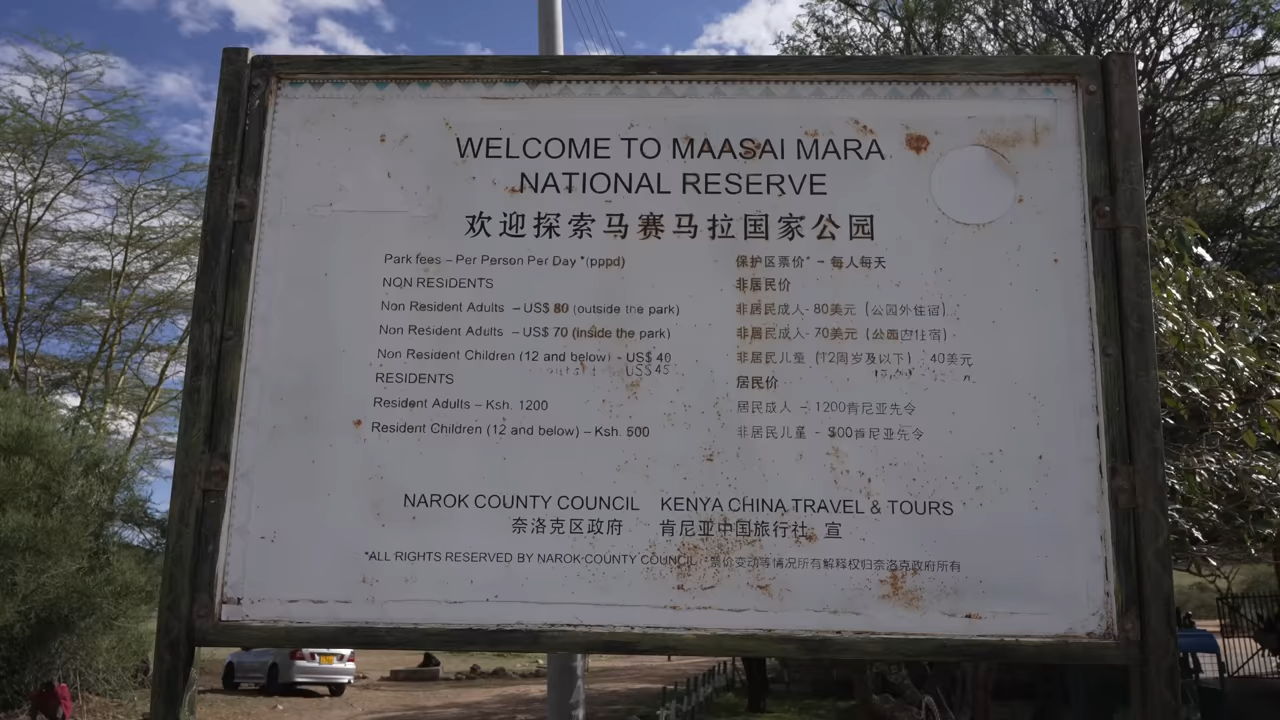 WELCOME TO MAASAI MARA
NATIONAL RESERVE
欢迎探索马赛马拉国家公园
Park fees – Per Person Per Day *(pppd)
NON RESIDENTS
Non Resident Adults – US$ 80 (outside the park)
Non Resident Adults – US$ 70 (inside the park)
Non Resident Children (12 and below) - US$ 40
US$ 45
RESIDENTS
Resident Adults – Ksh. 1200
Resident Children (12 and below) – Ksh. 500
保护区票价* – 每人每天
非居民价
非居民成人- 80美元 (公园外住宿)
非居民成人- 70美元 (公园内住宿)
非居民儿童 (12周岁及以下) - 40美元
居民价
居民成人 – 1200肯尼亚先令
非居民儿童 - 500肯尼亚先令
NAROK COUNTY COUNCIL KENYA CHINA TRAVEL & TOURS
奈洛克区政府 肯尼亚中国旅行社 宣
*ALL RIGHTS RESERVED BY NAROK COUNTY COUNCIL *票价变动等情况所有解释权归奈洛克政府所有